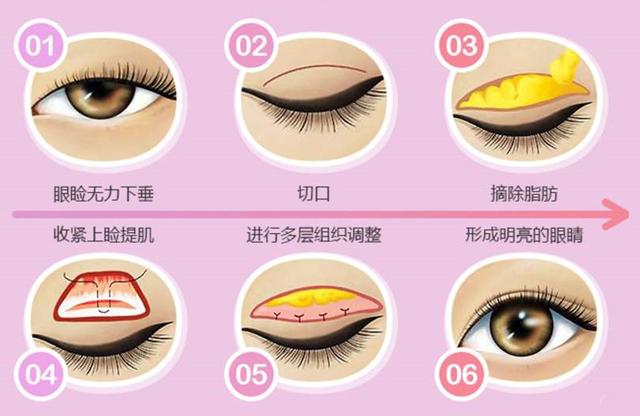 01
02
03
眼睑无力下垂
切口
摘除脂肪
收紧上睑提肌
进行多层组织调整
形成明亮的眼睛
04
05
06